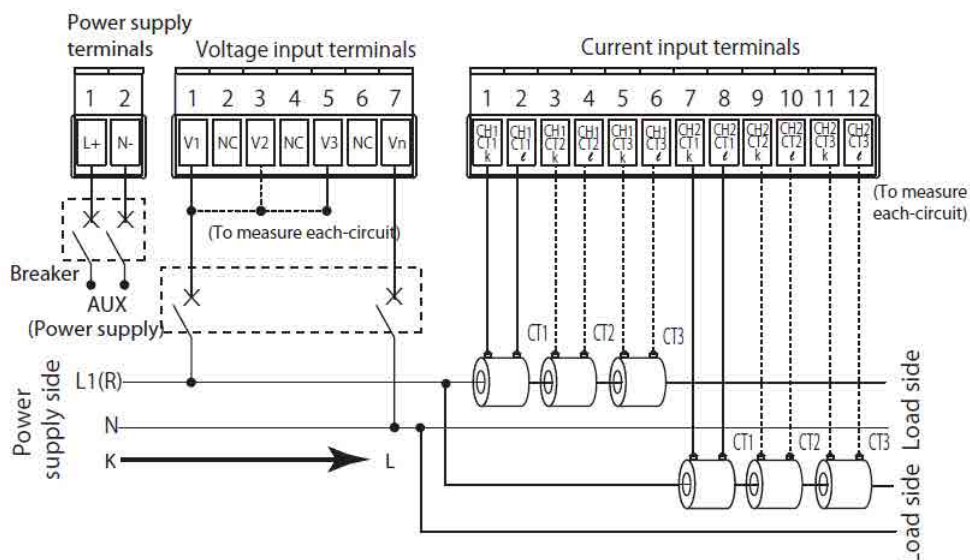 Power supply
terminals
Voltage input terminals
Current input terminals
1 2
1 2 3 4 5 6 7
1 2 3 4 5 6 7 8 9 10 11 12
L+ N-
V1 NC V2 NC V3 NC Vn
CH1 CT1 k
CH1 CT1 ℓ
CH1 CT2 k
CH1 CT2 ℓ
CH1 CT3 k
CH1 CT3 ℓ
CH2 CT1 k
CH2 CT1 ℓ
CH2 CT2 k
CH2 CT2 ℓ
CH2 CT3 k
CH2 CT3 ℓ
(To measure
each-circuit)
(To measure each-circuit)
Breaker
AUX
(Power supply)
CT1 CT2 CT3
Power
supply side
L1(R)
N
K L
Load side
CT1 CT2 CT3
Load side